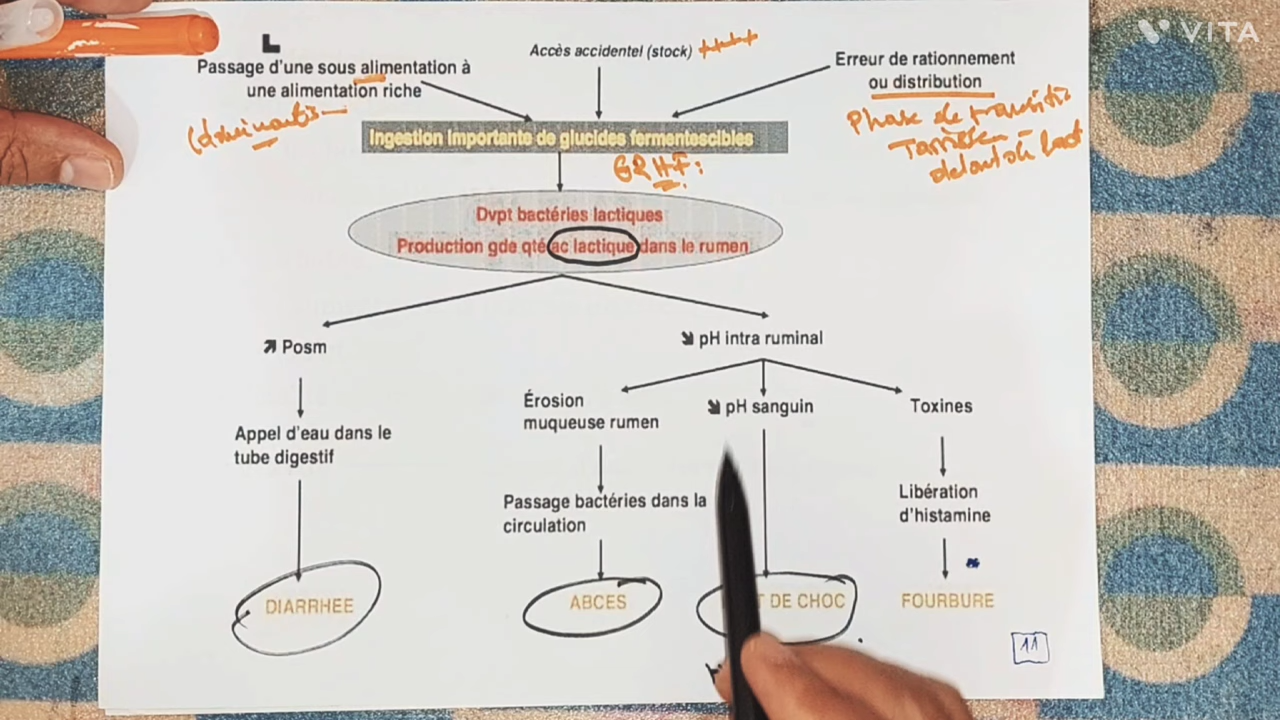 VITA
Accès accidentel (stock)
Passage d'une sous alimentation à
une alimentation riche
Erreur de rationnement
ou distribution
Phase de transition
Ingestion importante de glucides fermentescibles
Dvpt bactéries lactiques
Production gde qté ac lactique dans le rumen
↗ Posm
↘ pH intra ruminal
Appel d'eau dans le
tube digestif
Érosion
muqueuse rumen
↘ pH sanguin
Toxines
Passage bactéries dans la
circulation
Libération
d'histamine
DIARRHEE
ABCES
T DE CHOC
FOURBURE
11